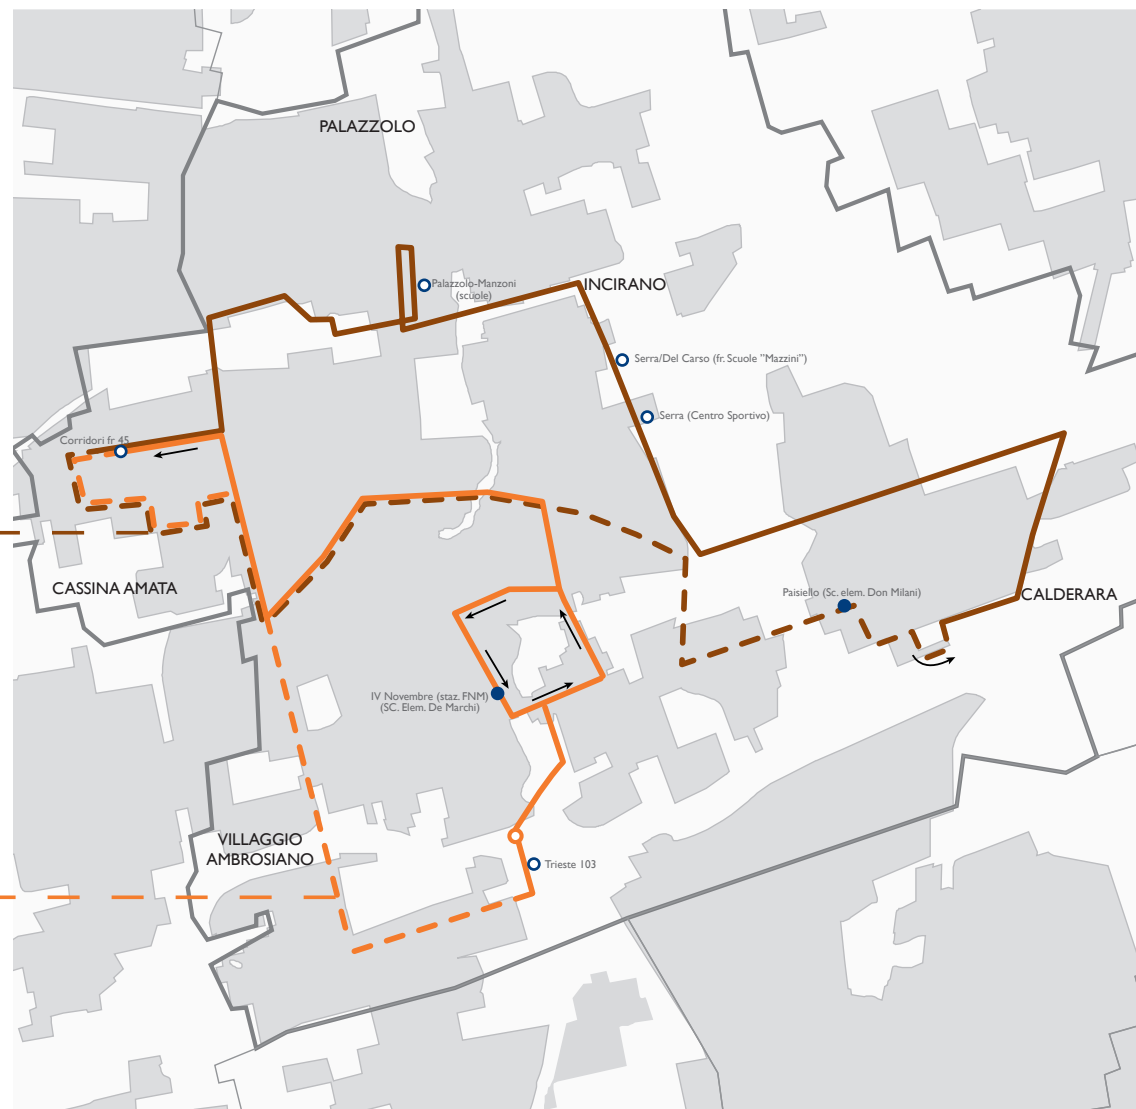 PALAZZOLO
Palazzolo-Manzoni
(scuole)
INCIRANO
Serra/Del Carso (fr. Scuole "Mazzini")
Serra (Centro Sportivo)
Corridori fr 45
CASSINA AMATA
Paisiello (Sc. elem. Don Milani)
CALDERARA
IV Novembre (staz. FNM)
(SC. Elem. De Marchi)
VILLAGGIO
AMBROSIANO
Trieste 103